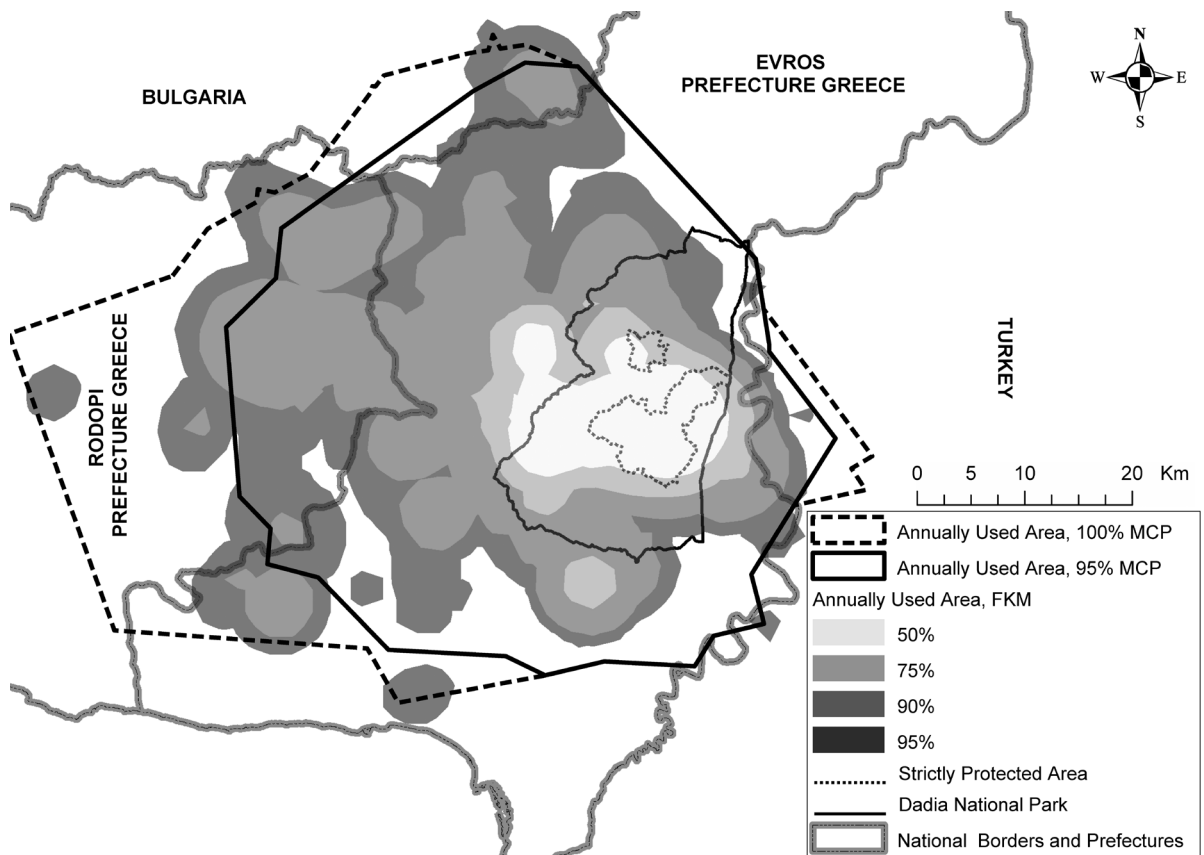 BULGARIA
EVROS
PREFECTURE GREECE
N
W E
S
RODOPI
PREFECTURE GREECE
TURKEY
0 5 10 20 Km
Annually Used Area, 100% MCP
Annually Used Area, 95% MCP
Annually Used Area, FKM
50%
75%
90%
95%
Strictly Protected Area
Dadia National Park
National Borders and Prefectures